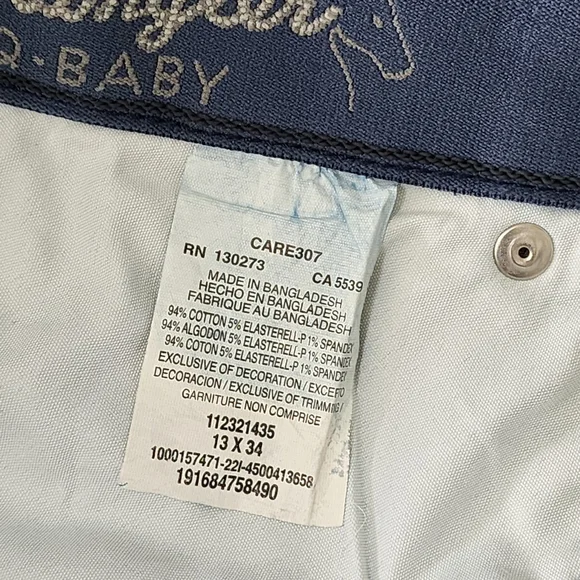 BABY
CARE307
RN 130273 CA 5539
MADE IN BANGLADESH
HECHO EN BANGLADESH
FABRIQUE AU BANGLADESH
94% COTTON 5% ELASTERELL-P 1% SPANDEX
94% ALGODON 5% ELASTERELL-P 1% SPANDEX
94% COTON 5% ELASTERELL-P 1% SPANDEX
EXCLUSIVE OF DECORATION / EXCEPTO
DECORACION / EXCLUSIVE OF TRIMMING /
GARNITURE NON COMPRISE
112321435
13 X 34
1000157471-22I-4500413658
191684758490